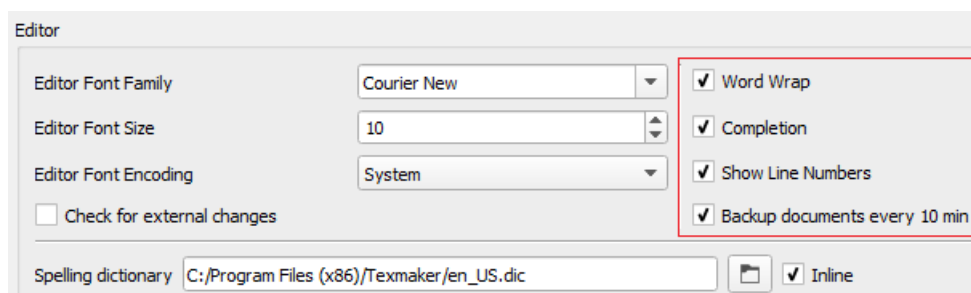 Editor
Editor Font Family Courier New Word Wrap
Editor Font Size 10 Completion
Editor Font Encoding System Show Line Numbers
Check for external changes Backup documents every 10 min
Spelling dictionary C:/Program Files (x86)/Texmaker/en_US.dic Inline